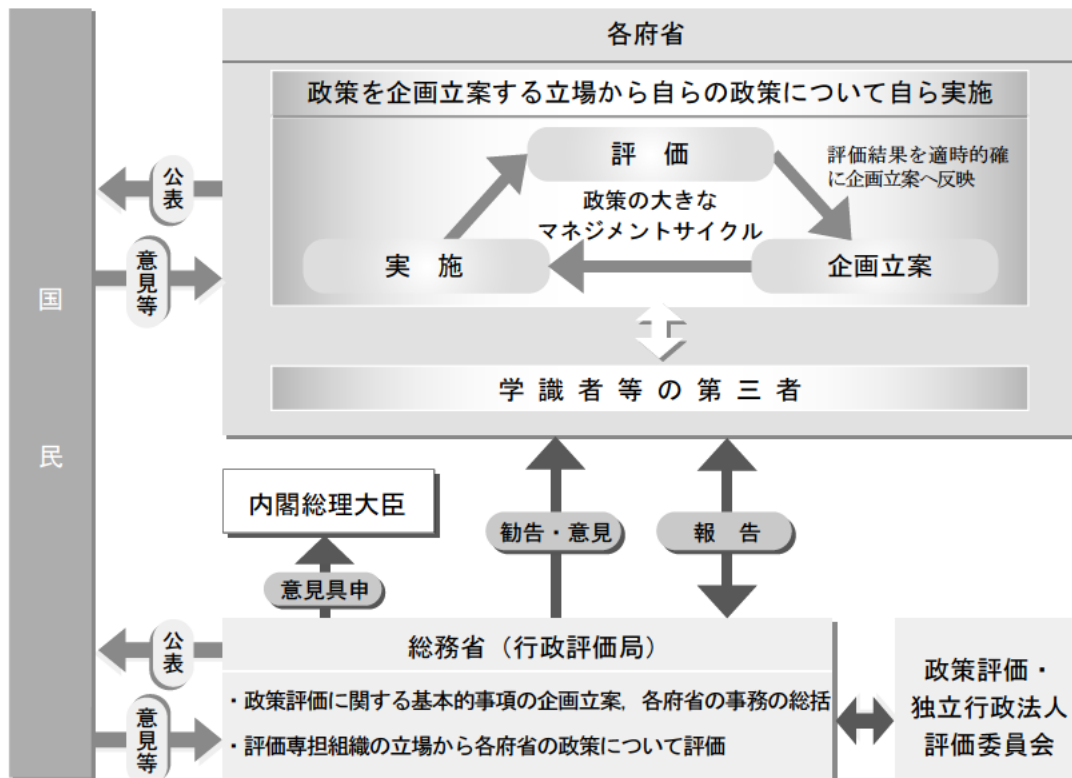 各府省
政策を企画立案する立場から自らの政策について自ら実施
評 価
評価結果を適時的確
に企画立案へ反映
政策の大きな
マネジメントサイクル
実 施
企画立案
学 識 者 等 の 第 三 者
公表
意見等
国民
内閣総理大臣
勧告・意見
報 告
意見具申
公表
意見等
総務省（行政評価局）
・政策評価に関する基本的事項の企画立案，各府省の事務の総括
・評価専担組織の立場から各府省の政策について評価
政策評価・
独立行政法人
評価委員会